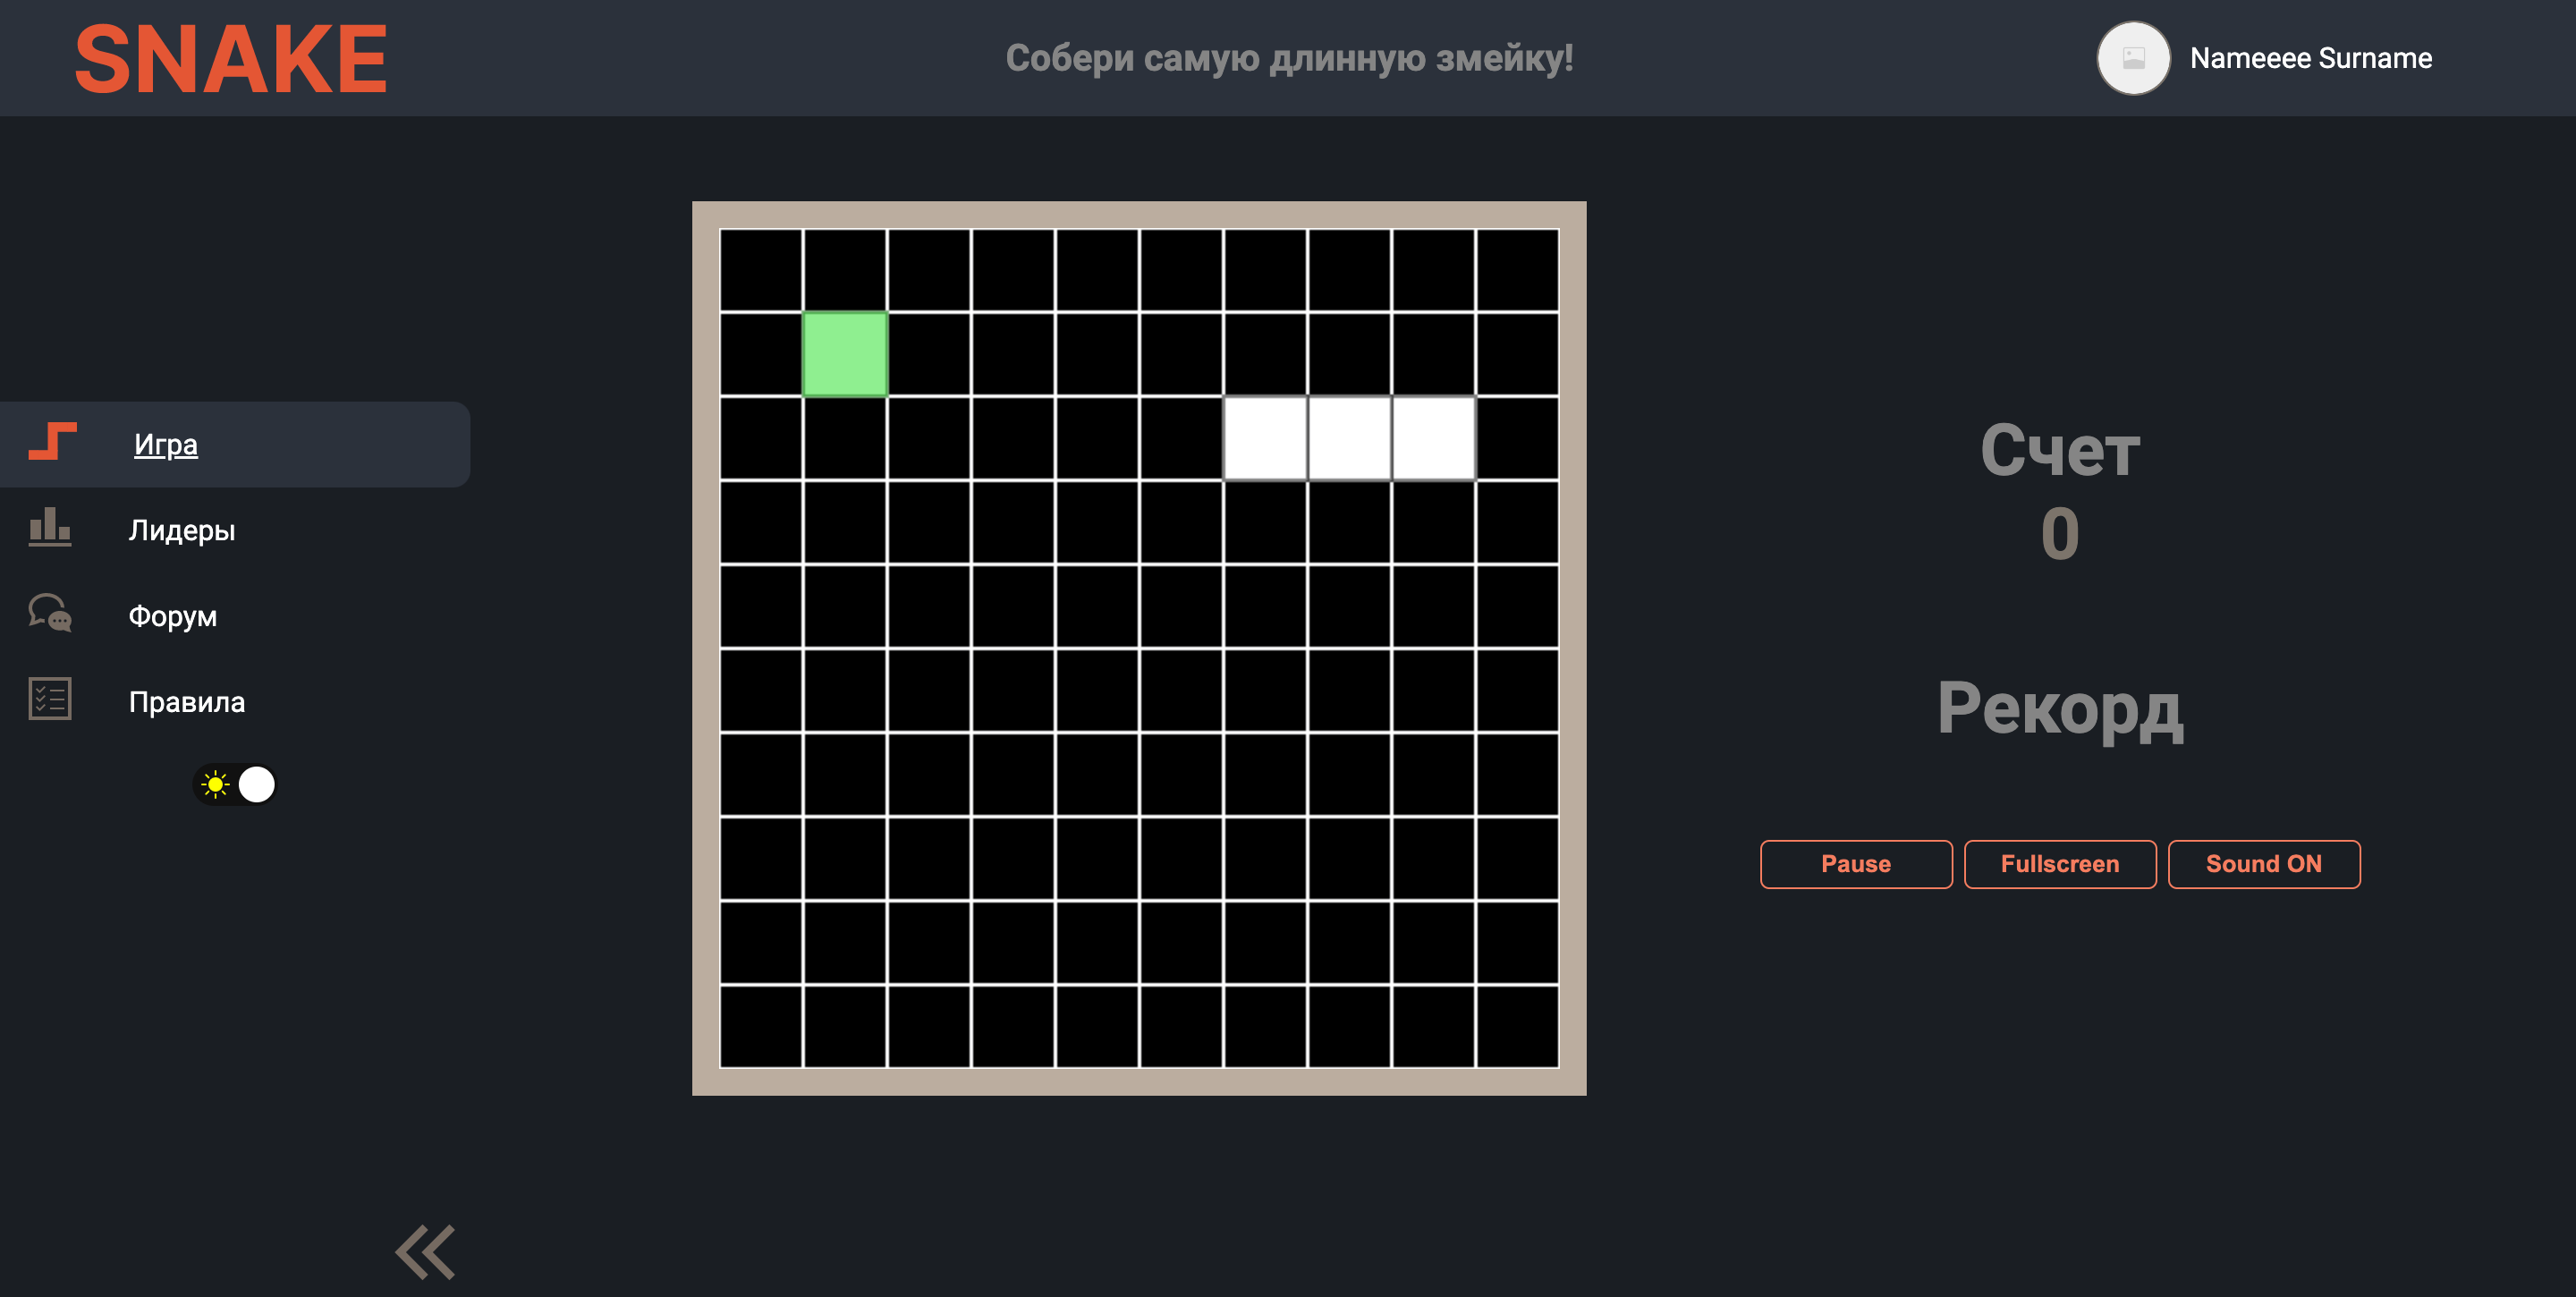 SNAKE
Собери самую длинную змейку!
Nameeee Surname
Игра
Лидеры
Форум
Правила
Счет
0
Рекорд
Pause
Fullscreen
Sound ON